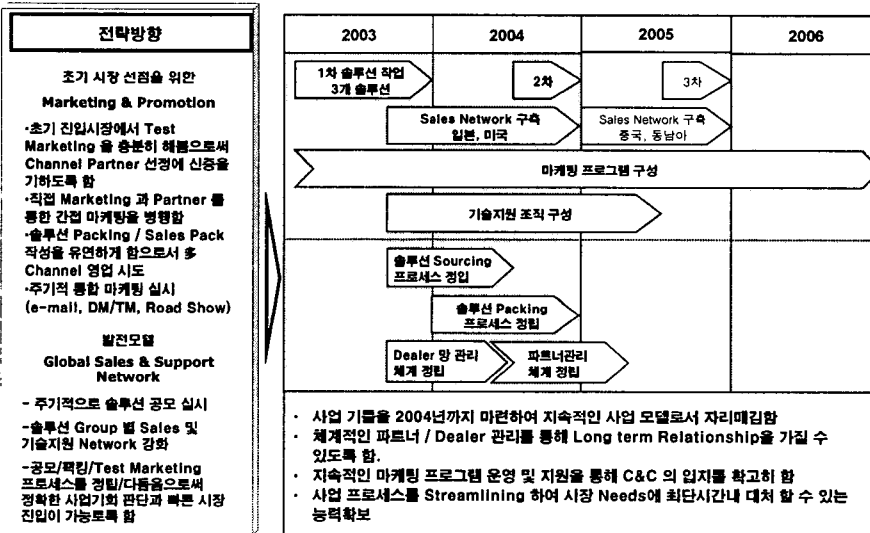 전략방향
초기 시장 선점을 위한
Marketing & Promotion
·초기 진입시장에서 Test
Marketing 을 충분히 해봄으로써
Channel Partner 선정에 신중을
기하도록 함
·직접 Marketing 과 Partner 를
통한 간접 마케팅을 병행함
·솔루션 Packing / Sales Pack
작성을 유연하게 함으로서 多
Channel 영업 시도
·주기적 통합 마케팅 실시
(e-mail, DM/TM, Road Show)
발전모델
Global Sales & Support
Network
- 주기적으로 솔루션 공모 실시
-솔루션 Group 별 Sales 및
기술지원 Network 강화
-공모/팩킹/Test Marketing
프로세스를 정립/다듬음으로써
정확한 사업기회 판단과 빠른 시장
진입이 가능토록 함
2003 2004 2005 2006
1차 솔루션 작업
3개 솔루션
2차
3차
Sales Network 구축
일본, 미국
Sales Network 구축
중국, 동남아
마케팅 프로그램 구성
기술지원 조직 구성
솔루션 Sourcing
프로세스 정립
솔루션 Packing
프로세스 정립
Dealer 망 관리
체계 정립
파트너관리
체계 정립
· 사업 기틀을 2004년까지 마련하여 지속적인 사업 모델로서 자리매김함
· 체계적인 파트너 / Dealer 관리를 통해 Long term Relationship을 가질 수
있도록 함.
· 지속적인 마케팅 프로그램 운영 및 지원을 통해 C&C 의 입지를 확고히 함
· 사업 프로세스를 Streamlining 하여 시장 Needs에 최단시간내 대처 할 수 있는
능력확보